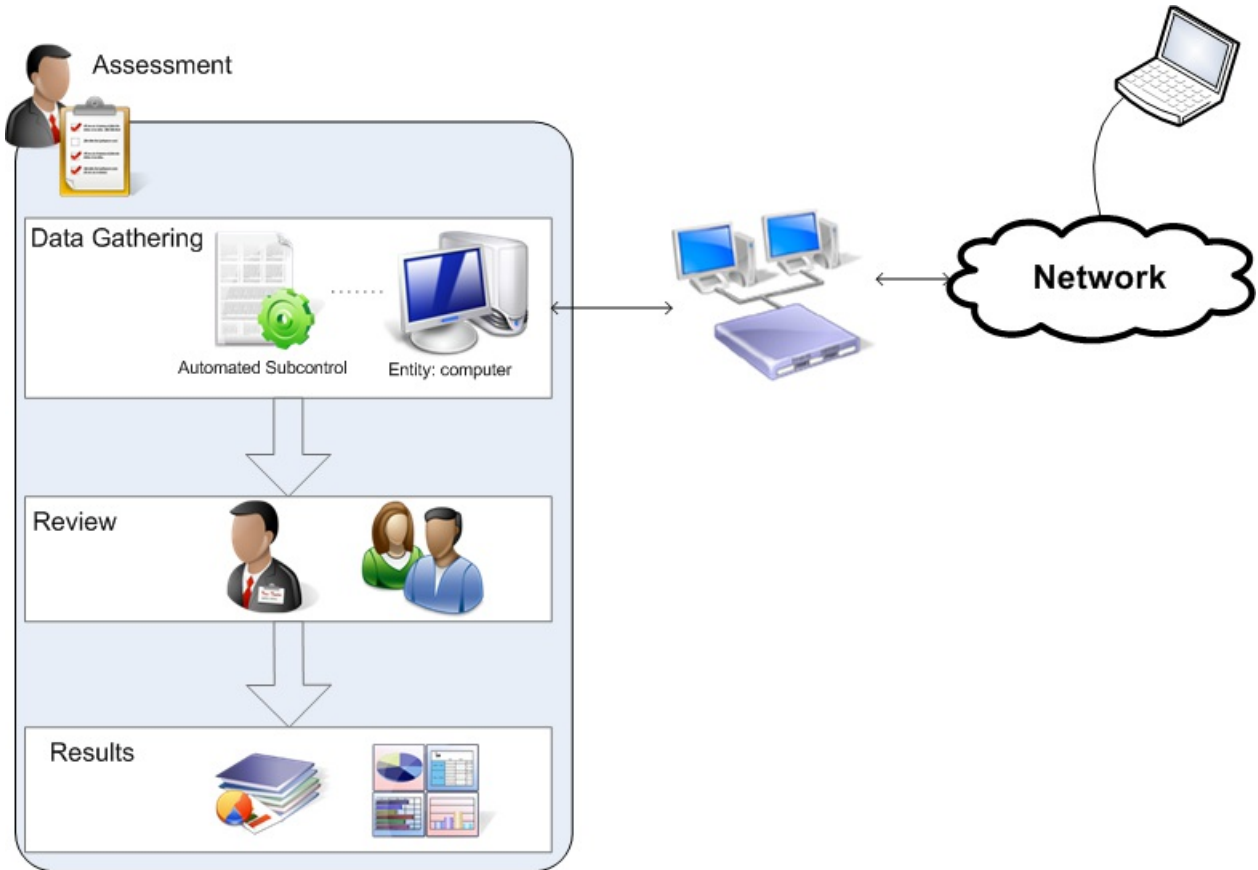 Assessment
Data Gathering
Automated Subcontrol
Entity: computer
Network
Review
Results